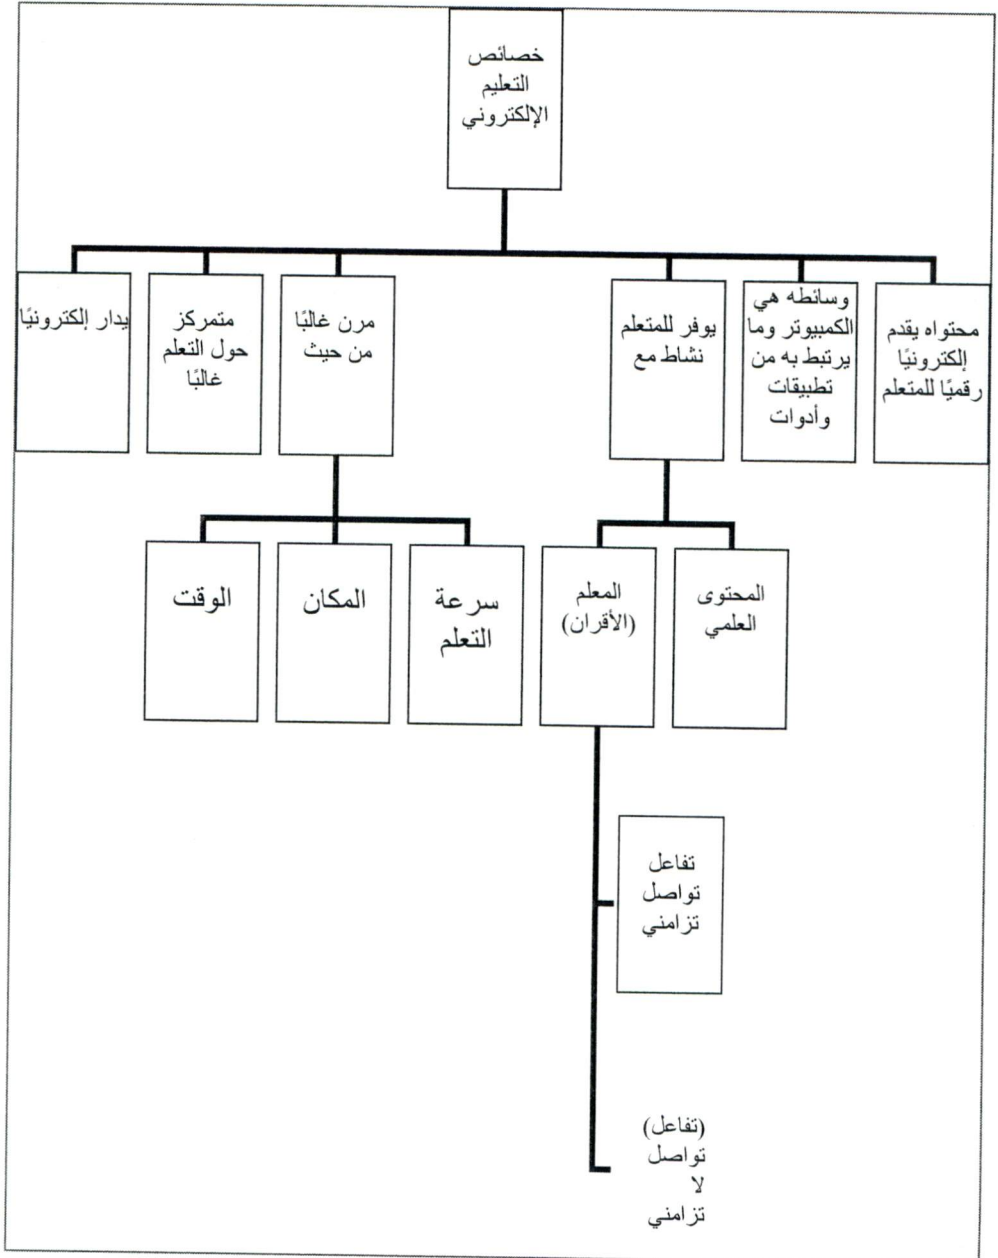 خصائص
التعليم
الإلكتروني
محتواه يقدم
إلكترونيًا
رقميًا للمتعلم
وسائطه هي
الكمبيوتر وما
يرتبط به من
تطبيقات
وأدوات
يوفر للمتعلم
نشاط مع
مرن غالبًا
من حيث
متمركز
حول التعلم
غالبًا
يدار إلكترونيًا
المحتوى
العلمي
المعلم
(الأقران)
سرعة
التعلم
المكان
الوقت
تفاعل
تواصل
تزامني
(تفاعل)
تواصل
لا
تزامني